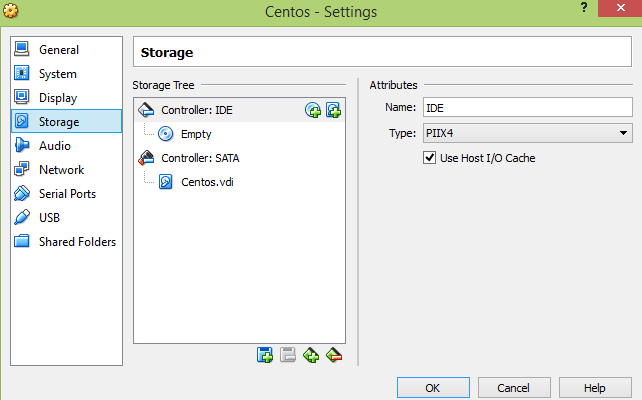 Centos - Settings
?
General
System
Display
Storage
Audio
Network
Serial Ports
USB
Shared Folders
Storage
Storage Tree
Controller: IDE
Empty
Controller: SATA
Centos.vdi
Attributes
Name: IDE
Type: PIIX4
Use Host I/O Cache
OK Cancel Help